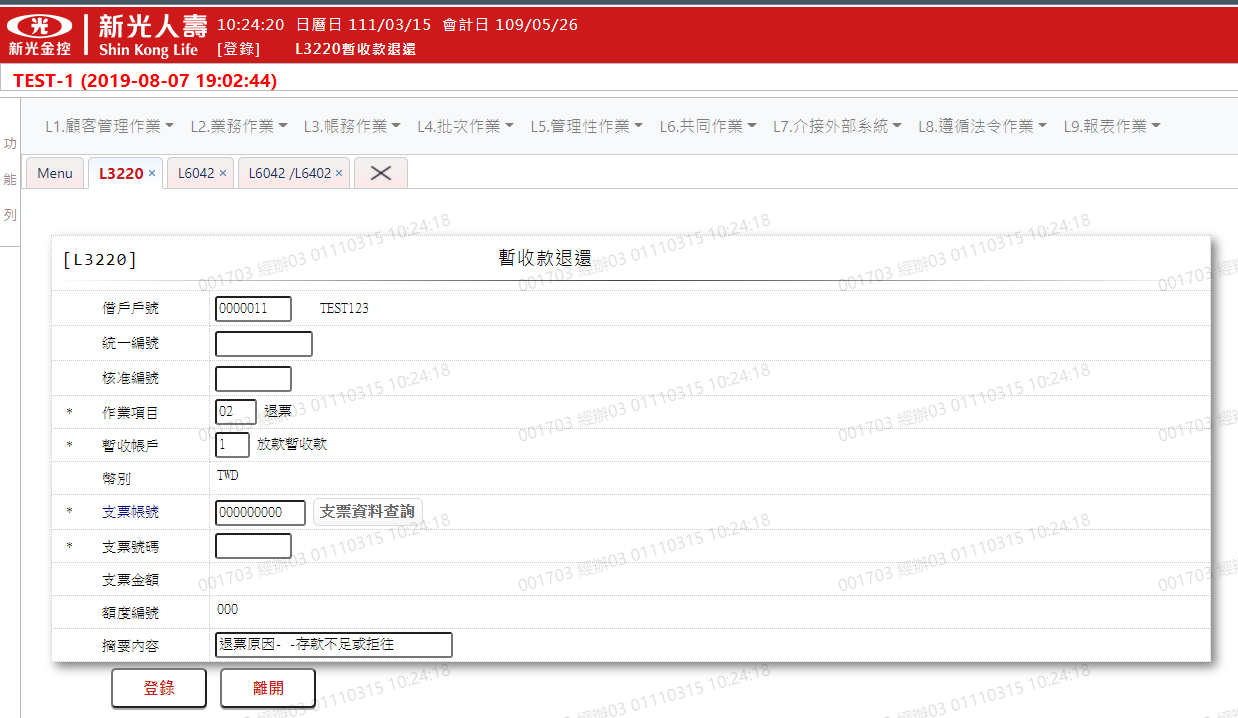 新光金控 新光人壽 Shin Kong Life
10:24:20 日曆日 111/03/15 會計日 109/05/26
[登錄] L3220暫收款退還
TEST-1 (2019-08-07 19:02:44)
功能列
L1.顧客管理作業 L2.業務作業 L3.帳務作業 L4.批次作業 L5.管理性作業 L6.共同作業 L7.介接外部系統 L8.遵循法令作業 L9.報表作業
Menu L3220 × L6042 × L6042 /L6402 ×
[L3220] 暫收款退還
借戶戶號 0000011 TEST123
統一編號
核准編號
* 作業項目 02 退票
* 暫收帳戶 1 放款暫收款
幣別 TWD
* 支票帳號 000000000 支票資料查詢
* 支票號碼
支票金額
額度編號 000
摘要內容 退票原因- -存款不足或拒往
登錄 離開
001703 經辦03 01110315 10:24:18